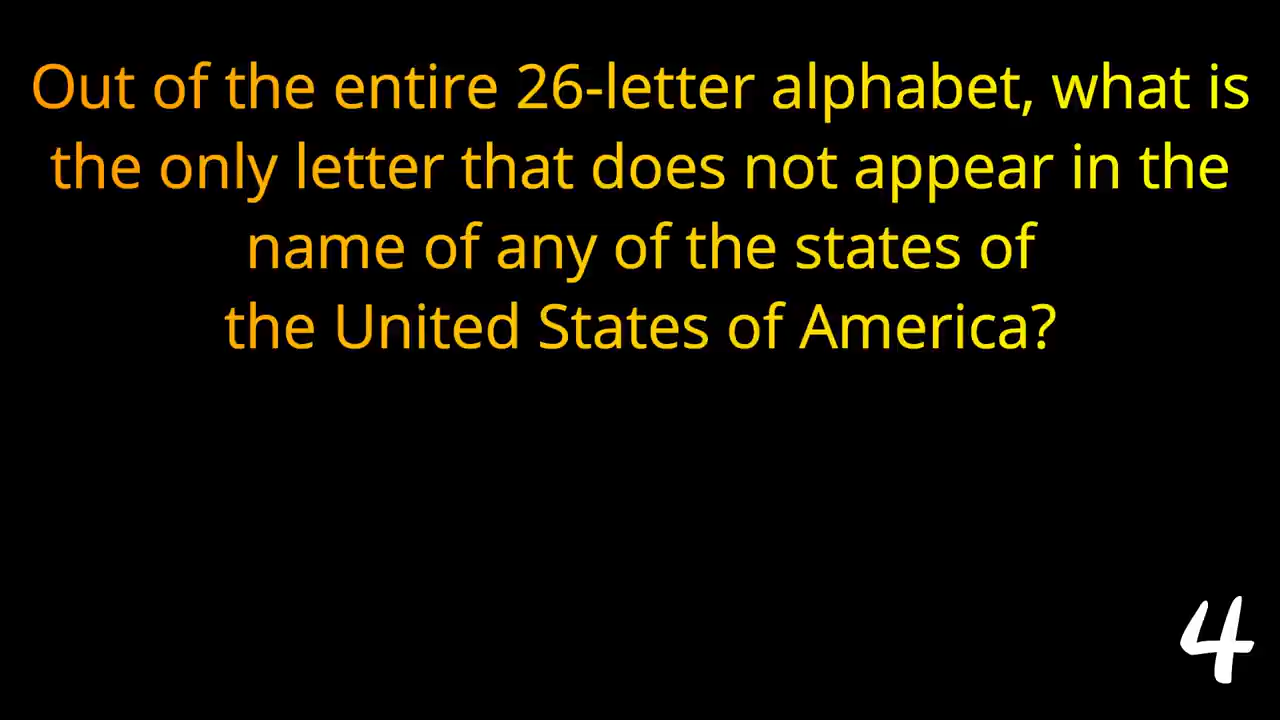 Out of the entire 26-letter alphabet, what is
the only letter that does not appear in the
name of any of the states of
the United States of America?
4